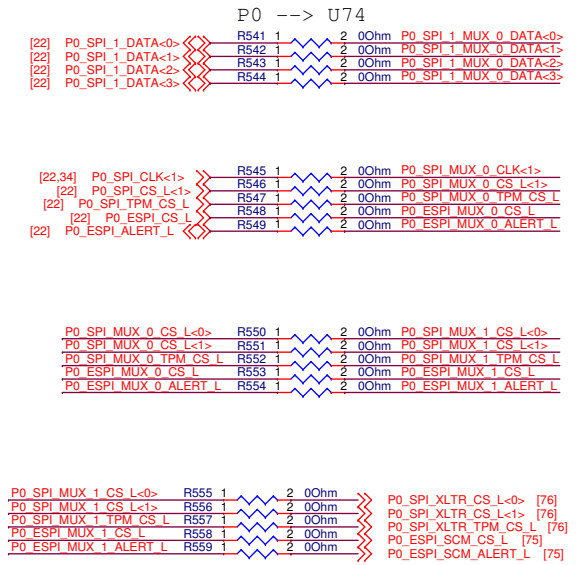 P0 --> U74
[22] P0_SPI_1_DATA<0> R541 1 2 0Ohm P0_SPI_1_MUX_0_DATA<0>
[22] P0_SPI_1_DATA<1> R542 1 2 0Ohm P0_SPI_1_MUX_0_DATA<1>
[22] P0_SPI_1_DATA<2> R543 1 2 0Ohm P0_SPI_1_MUX_0_DATA<2>
[22] P0_SPI_1_DATA<3> R544 1 2 0Ohm P0_SPI_1_MUX_0_DATA<3>
[22,34] P0_SPI_CLK<1> R545 1 2 0Ohm P0_SPI_MUX_0_CLK<1>
[22] P0_SPI_CS_L<1> R546 1 2 0Ohm P0_SPI_MUX_0_CS_L<1>
[22] P0_SPI_TPM_CS_L R547 1 2 0Ohm P0_SPI_MUX_0_TPM_CS_L
[22] P0_ESPI_CS_L R548 1 2 0Ohm P0_ESPI_MUX_0_CS_L
[22] P0_ESPI_ALERT_L R549 1 2 0Ohm P0_ESPI_MUX_0_ALERT_L
P0_SPI_MUX_0_CS_L<0> R550 1 2 0Ohm P0_SPI_MUX_1_CS_L<0>
P0_SPI_MUX_0_CS_L<1> R551 1 2 0Ohm P0_SPI_MUX_1_CS_L<1>
P0_SPI_MUX_0_TPM_CS_L R552 1 2 0Ohm P0_SPI_MUX_1_TPM_CS_L
P0_ESPI_MUX_0_CS_L R553 1 2 0Ohm P0_ESPI_MUX_1_CS_L
P0_ESPI_MUX_0_ALERT_L R554 1 2 0Ohm P0_ESPI_MUX_1_ALERT_L
P0_SPI_MUX_1_CS_L<0> R555 1 2 0Ohm P0_SPI_XLTR_CS_L<0> [76]
P0_SPI_MUX_1_CS_L<1> R556 1 2 0Ohm P0_SPI_XLTR_CS_L<1> [76]
P0_SPI_MUX_1_TPM_CS_L R557 1 2 0Ohm P0_SPI_XLTR_TPM_CS_L [76]
P0_ESPI_MUX_1_CS_L R558 1 2 0Ohm P0_ESPI_SCM_CS_L [75]
P0_ESPI_MUX_1_ALERT_L R559 1 2 0Ohm P0_ESPI_SCM_ALERT_L [75]